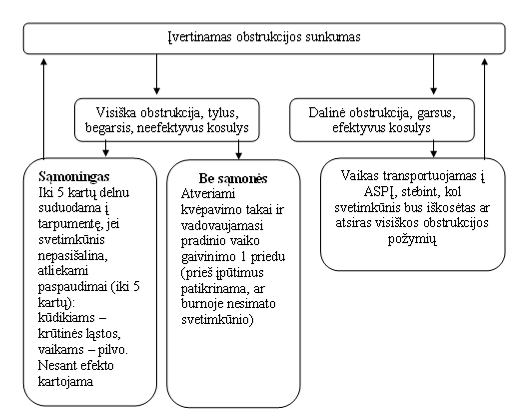 Įvertinamas obstrukcijos sunkumas
Visiška obstrukcija, tylus,
begarsis, neefektyvus kosulys
Dalinė obstrukcija, garsus,
efektyvus kosulys
Sąmoningas
Iki 5 kartų delnu
suduodama į
tarpumentę, jei
svetimkūnis
nepasišalina,
atliekami
paspaudimai (iki 5
kartų):
kūdikiams –
krūtinės ląstos,
vaikams – pilvo.
Nesant efekto
kartojama
Be sąmonės
Atveriami
kvėpavimo takai ir
vadovaujamasi
pradinio vaiko
gaivinimo 1 priedu
(prieš įpūtimus
patikrinama, ar
burnoje nesimato
svetimkūnio)
Vaikas transportuojamas į
ASPĮ, stebint, kol
svetimkūnis bus iškosėtas ar
atsiras visiškos obstrukcijos
požymių